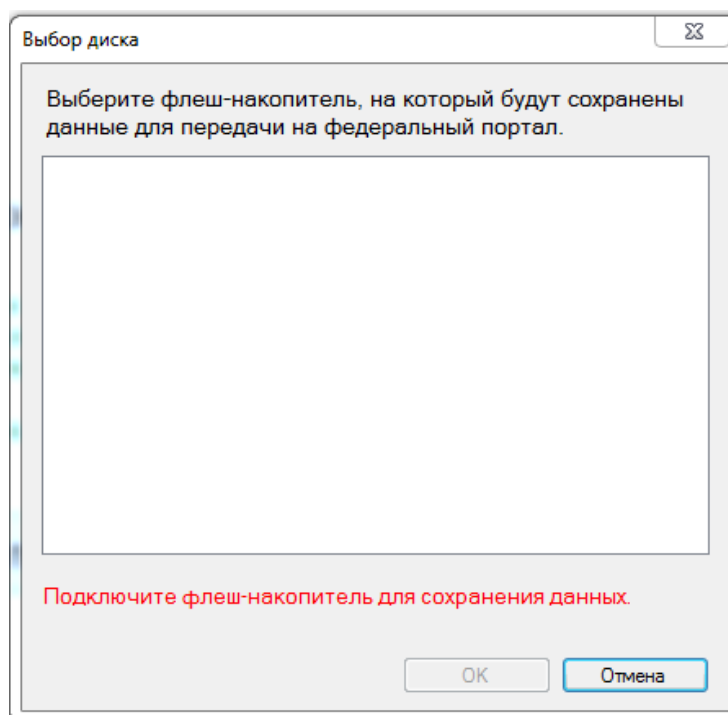 Выбор диска
Выберите флеш-накопитель, на который будут сохранены
данные для передачи на федеральный портал.
Подключите флеш-накопитель для сохранения данных.
OK
Отмена